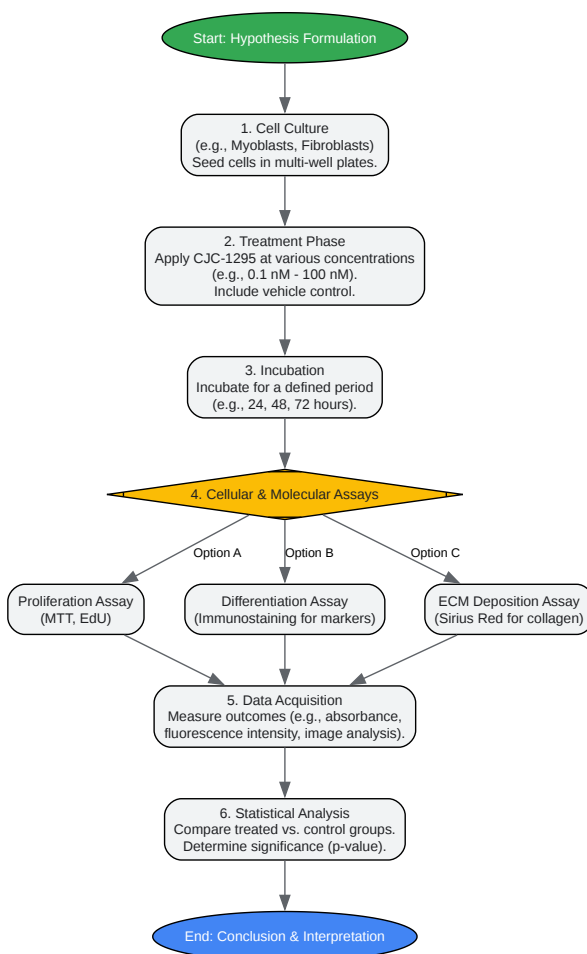 Start: Hypothesis Formulation
1. Cell Culture
(e.g., Myoblasts, Fibroblasts)
Seed cells in multi-well plates.
2. Treatment Phase
Apply CJC-1295 at various concentrations
(e.g., 0.1 nM - 100 nM).
Include vehicle control.
3. Incubation
Incubate for a defined period
(e.g., 24, 48, 72 hours).
4. Cellular & Molecular Assays
Option A
Option B
Option C
Proliferation Assay
(MTT, EdU)
Differentiation Assay
(Immunostaining for markers)
ECM Deposition Assay
(Sirius Red for collagen)
5. Data Acquisition
Measure outcomes (e.g., absorbance,
fluorescence intensity, image analysis).
6. Statistical Analysis
Compare treated vs. control groups.
Determine significance (p-value).
End: Conclusion & Interpretation